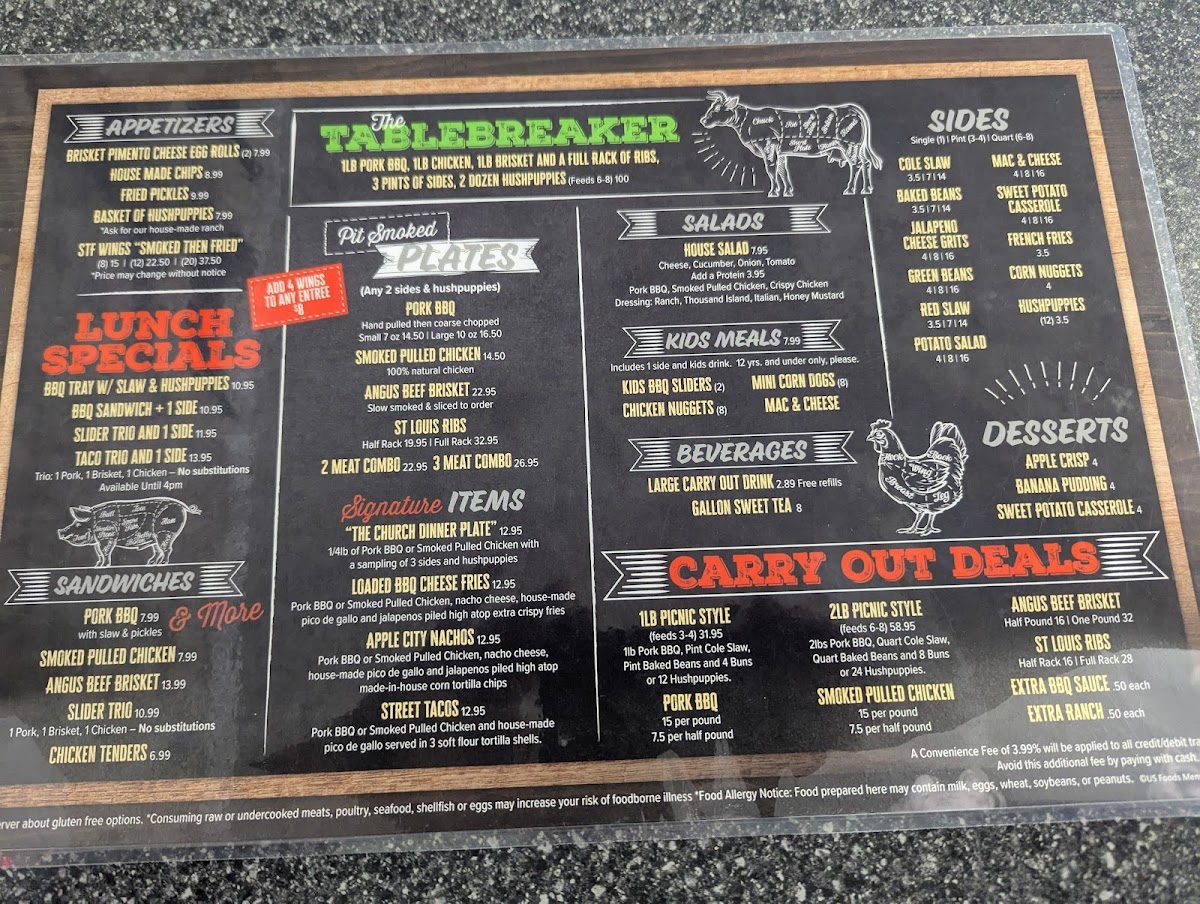 APPETIZERS
BRISKET PIMENTO CHEESE EGG ROLLS (2) 7.99
HOUSE MADE CHIPS 8.99
FRIED PICKLES 9.99
BASKET OF HUSHPUPPIES 7.99
*Ask for our house-made ranch
STF WINGS "SMOKED THEN FRIED"
(8) 15 | (12) 22.50 | (20) 37.50
*Price may change without notice
ADD 4 WINGS
TO ANY ENTREE
$8
LUNCH
SPECIALS
BBQ TRAY W/ SLAW & HUSHPUPPIES 10.95
BBQ SANDWICH + 1 SIDE 10.95
SLIDER TRIO AND 1 SIDE 11.95
TACO TRIO AND 1 SIDE 13.95
Trio: 1 Pork, 1 Brisket, 1 Chicken – No substitutions
Available Until 4pm
SANDWICHES
& More
PORK BBQ 7.99
with slaw & pickles
SMOKED PULLED CHICKEN 7.99
ANGUS BEEF BRISKET 13.99
SLIDER TRIO 10.99
1 Pork, 1 Brisket, 1 Chicken – No substitutions
CHICKEN TENDERS 6.99
The
TABLEBREAKER
1LB PORK BBQ, 1LB CHICKEN, 1LB BRISKET AND A FULL RACK OF RIBS,
3 PINTS OF SIDES, 2 DOZEN HUSHPUPPIES (Feeds 6-8) 100
Chuck
Pit Smoked
PLATES
(Any 2 sides & hushpuppies)
PORK BBQ
Hand pulled then coarse chopped
Small 7 oz 14.50 | Large 10 oz 16.50
SMOKED PULLED CHICKEN 14.50
100% natural chicken
ANGUS BEEF BRISKET 22.95
Slow smoked & sliced to order
ST LOUIS RIBS
Half Rack 19.95 | Full Rack 32.95
2 MEAT COMBO 22.95 3 MEAT COMBO 26.95
Signature ITEMS
"THE CHURCH DINNER PLATE" 12.95
1/4lb of Pork BBQ or Smoked Pulled Chicken with
a sampling of 3 sides and hushpuppies
LOADED BBQ CHEESE FRIES 12.95
Pork BBQ or Smoked Pulled Chicken, nacho cheese, house-made
pico de gallo and jalapenos piled high atop extra crispy fries
APPLE CITY NACHOS 12.95
Pork BBQ or Smoked Pulled Chicken, nacho cheese,
house-made pico de gallo and jalapenos piled high atop
made-in-house corn tortilla chips
STREET TACOS 12.95
Pork BBQ or Smoked Pulled Chicken and house-made
pico de gallo served in 3 soft flour tortilla shells.
SALADS
HOUSE SALAD 7.95
Cheese, Cucumber, Onion, Tomato
Add a Protein 3.95
Pork BBQ, Smoked Pulled Chicken, Crispy Chicken
Dressing: Ranch, Thousand Island, Italian, Honey Mustard
KIDS MEALS 7.99
Includes 1 side and kids drink. 12 yrs. and under only, please.
KIDS BBQ SLIDERS (2)
MINI CORN DOGS (8)
CHICKEN NUGGETS (8)
MAC & CHEESE
BEVERAGES
LARGE CARRY OUT DRINK 2.89 Free refills
GALLON SWEET TEA 8
Wing
Breast
Leg
SIDES
Single (1) | Pint (3-4) | Quart (6-8)
COLE SLAW
3.5 | 7 | 14
BAKED BEANS
3.5 | 7 | 14
JALAPENO
CHEESE GRITS
4 | 8 | 16
GREEN BEANS
4 | 8 | 16
RED SLAW
3.5 | 7 | 14
POTATO SALAD
4 | 8 | 16
MAC & CHEESE
4 | 8 | 16
SWEET POTATO
CASSEROLE
4 | 8 | 16
FRENCH FRIES
3.5
CORN NUGGETS
4
HUSHPUPPIES
(12) 3.5
DESSERTS
APPLE CRISP 4
BANANA PUDDING 4
SWEET POTATO CASSEROLE 4
CARRY OUT DEALS
1LB PICNIC STYLE
(feeds 3-4) 31.95
1lb Pork BBQ, Pint Cole Slaw,
Pint Baked Beans and 4 Buns
or 12 Hushpuppies.
PORK BBQ
15 per pound
7.5 per half pound
2LB PICNIC STYLE
(feeds 6-8) 58.95
2lbs Pork BBQ, Quart Cole Slaw,
Quart Baked Beans and 8 Buns
or 24 Hushpuppies.
SMOKED PULLED CHICKEN
15 per pound
7.5 per half pound
ANGUS BEEF BRISKET
Half Pound 16 | One Pound 32
ST LOUIS RIBS
Half Rack 16 | Full Rack 28
EXTRA BBQ SAUCE .50 each
EXTRA RANCH .50 each
A Convenience Fee of 3.99% will be applied to all credit/debit tra
Avoid this additional fee by paying with cash.
erver about gluten free options. *Consuming raw or undercooked meats, poultry, seafood, shellfish or eggs may increase your risk of foodborne illness *Food Allergy Notice: Food prepared here may contain milk, eggs, wheat, soybeans, or peanuts. ©US Foods Men